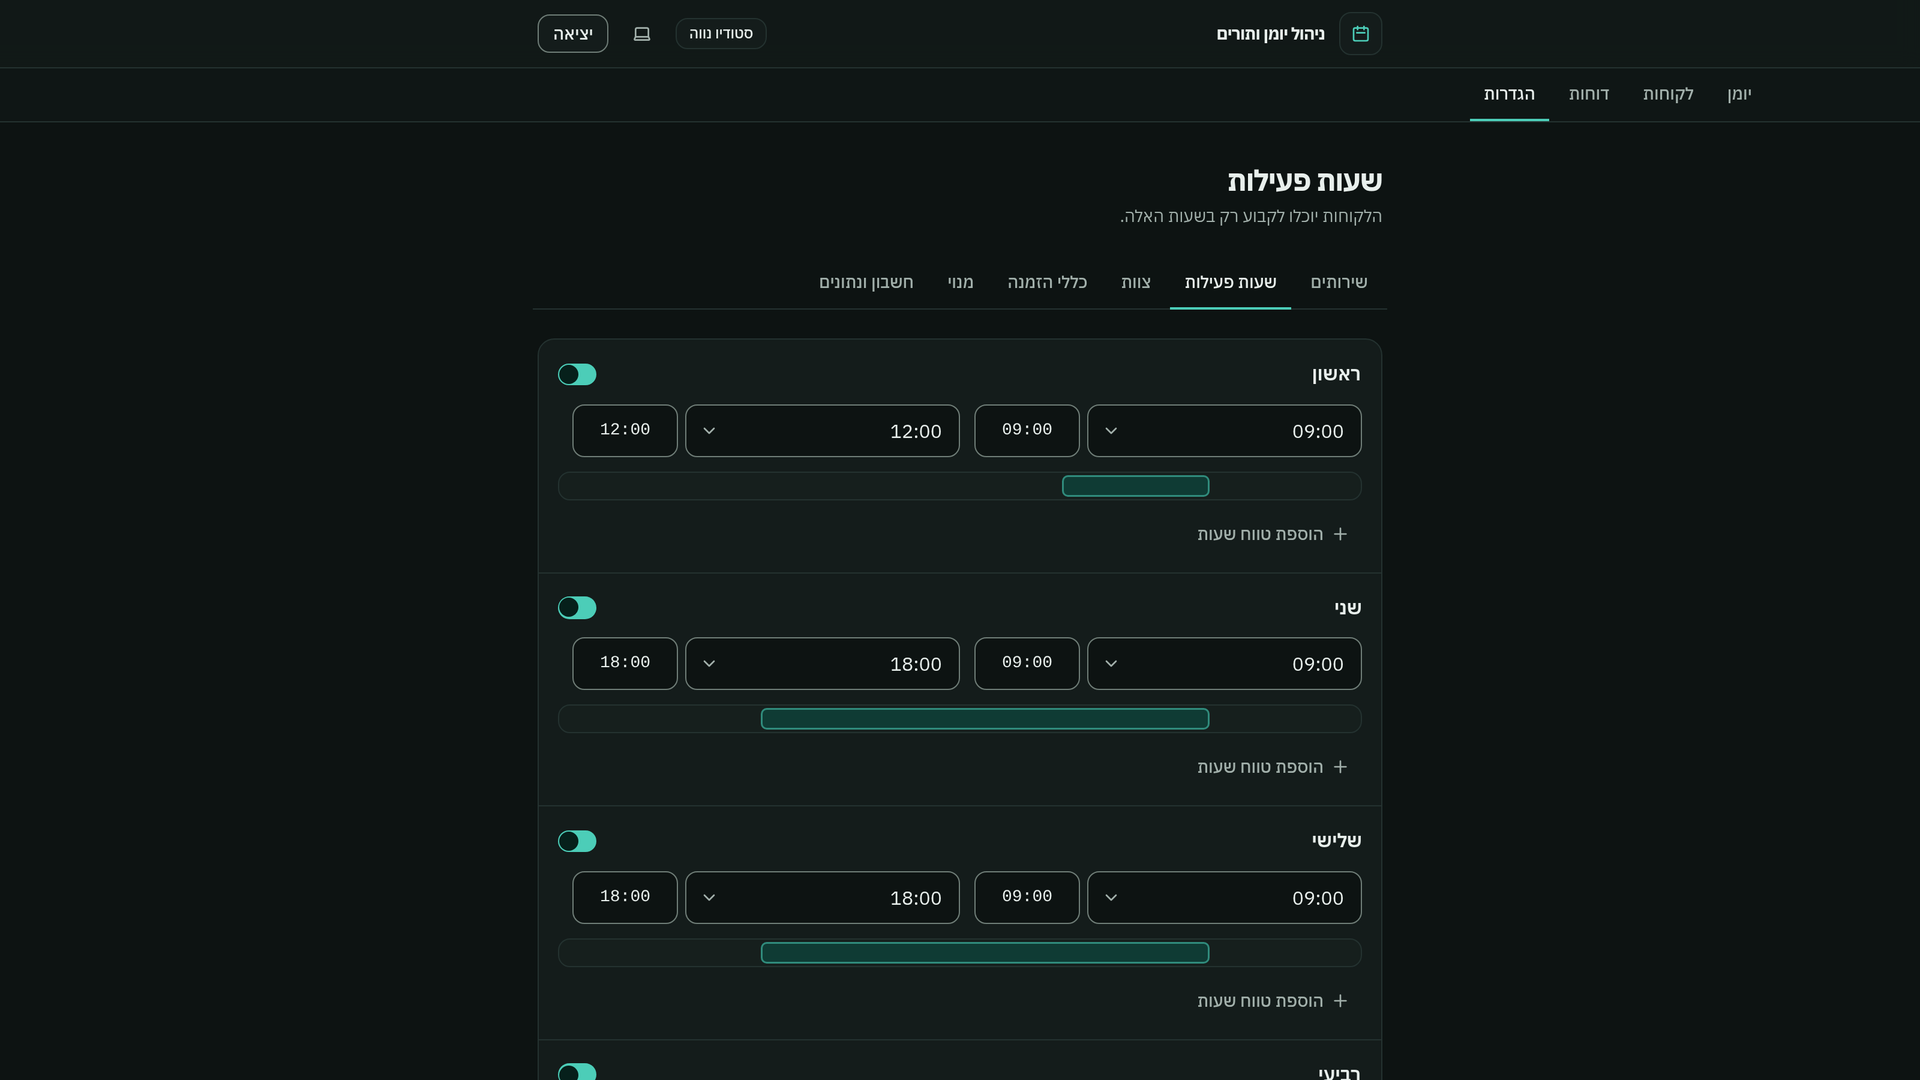 ניהול יומן ותורים
סטודיו נווה
יציאה
יומן
לקוחות
דוחות
הגדרות
שעות פעילות
הלקוחות יוכלו לקבוע רק בשעות האלה.
שירותים
שעות פעילות
צוות
כללי הזמנה
מנוי
חשבון ונתונים
ראשון
09:00
09:00
12:00
12:00
הוספת טווח שעות
שני
09:00
09:00
18:00
18:00
הוספת טווח שעות
שלישי
09:00
09:00
18:00
18:00
הוספת טווח שעות
רביעי